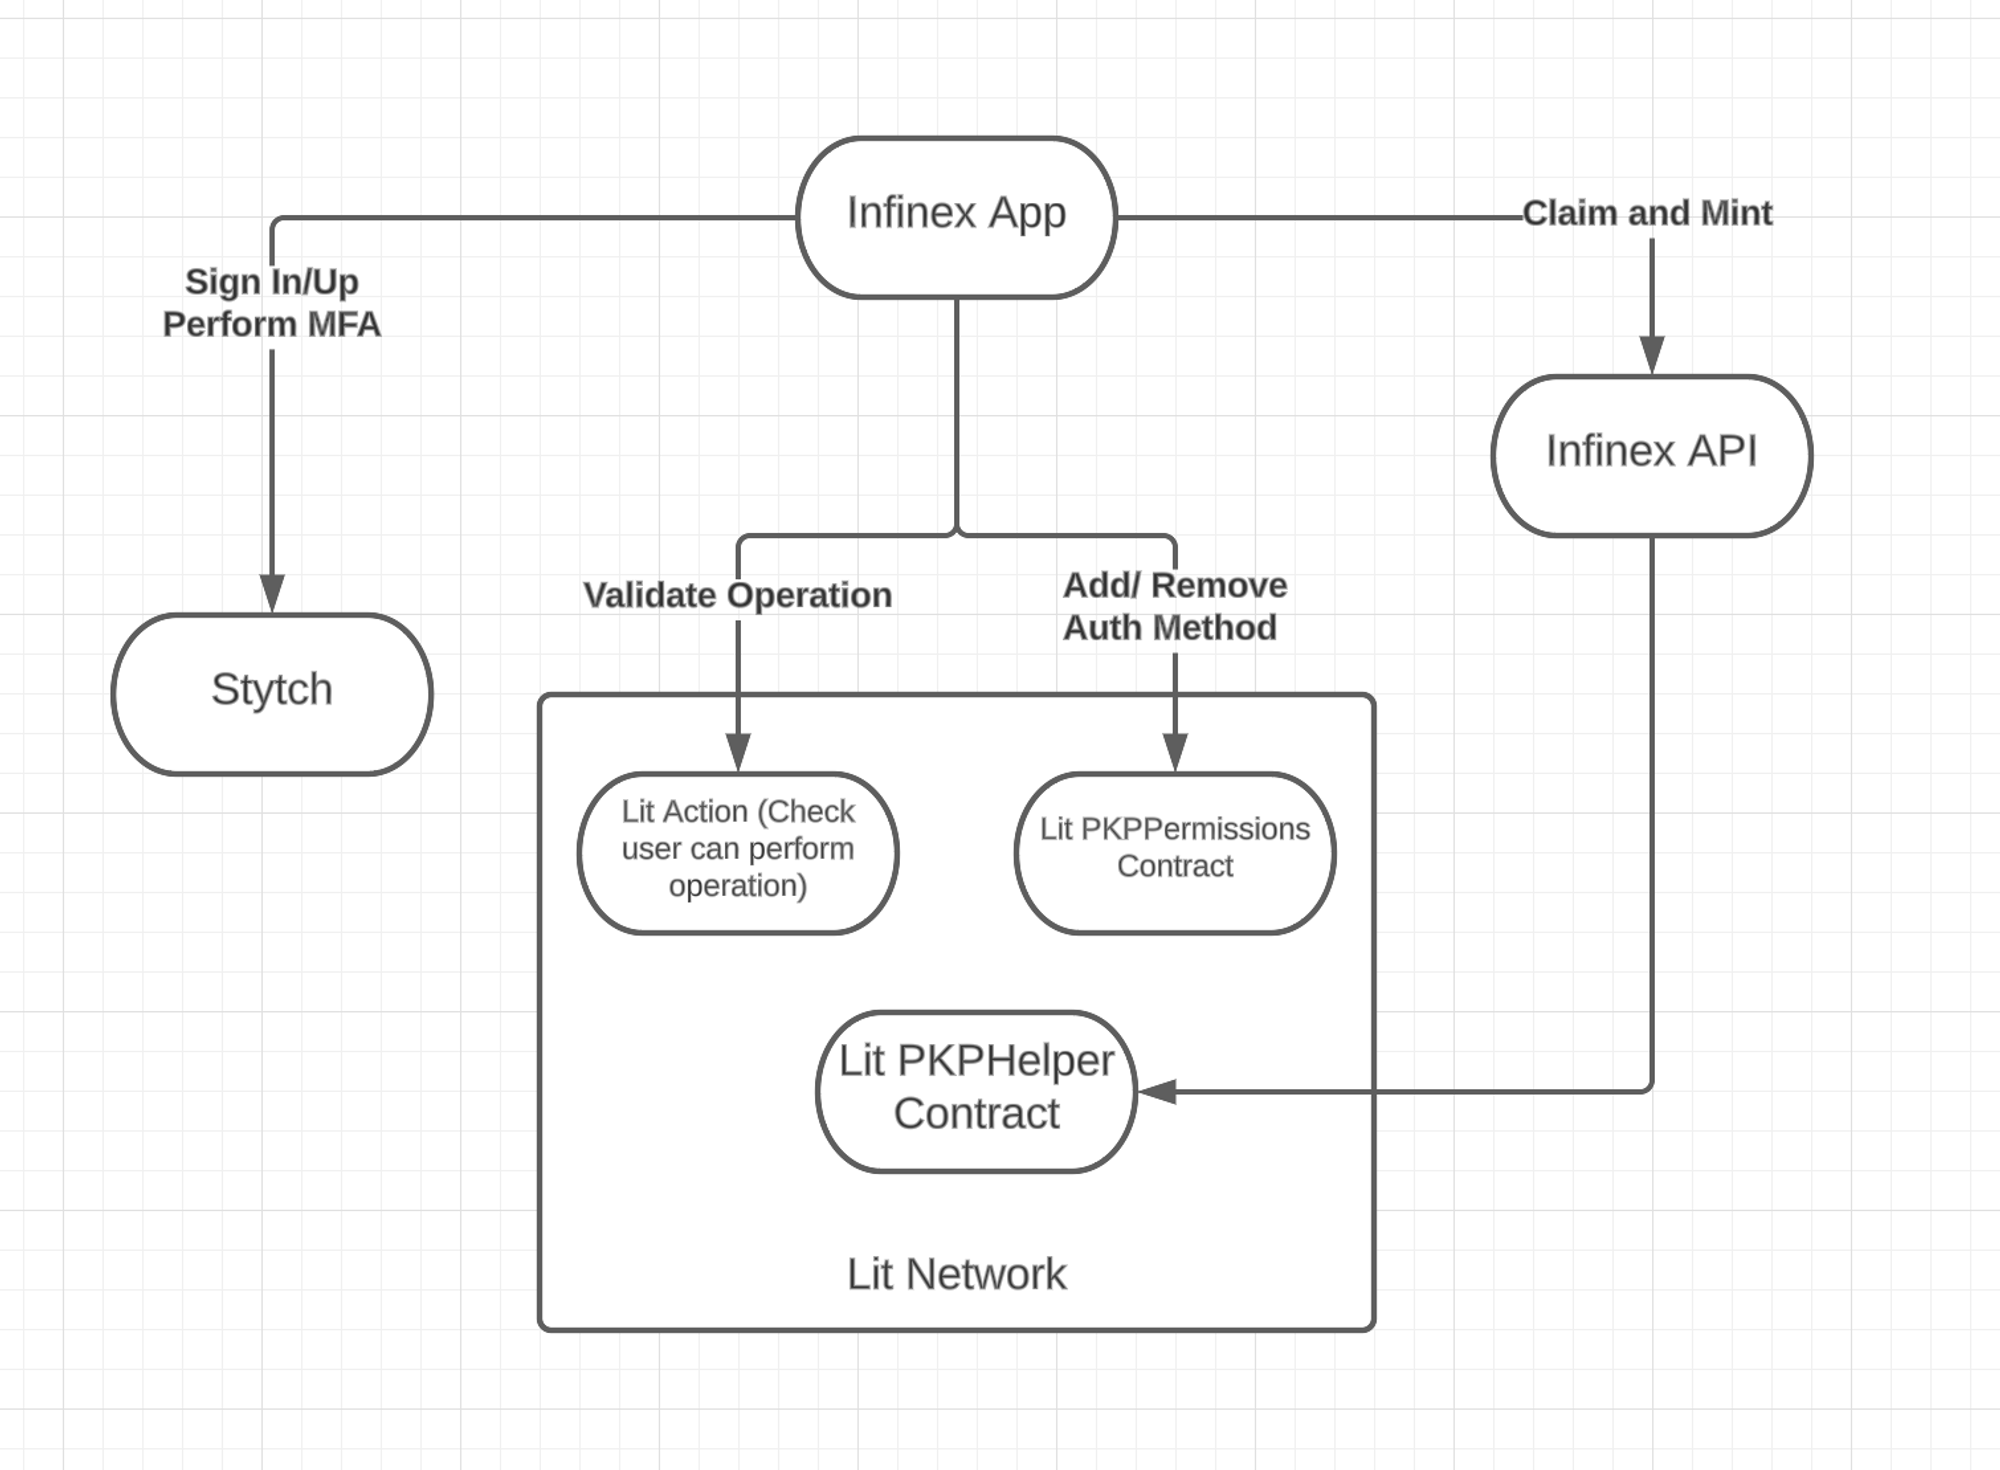 Infinex App
Claim and Mint
Sign In/Up
Perform MFA
Infinex API
Validate Operation
Add/ Remove
Auth Method
Stytch
Lit Action (Check
user can perform
operation)
Lit PKPPermissions
Contract
Lit PKPHelper
Contract
Lit Network